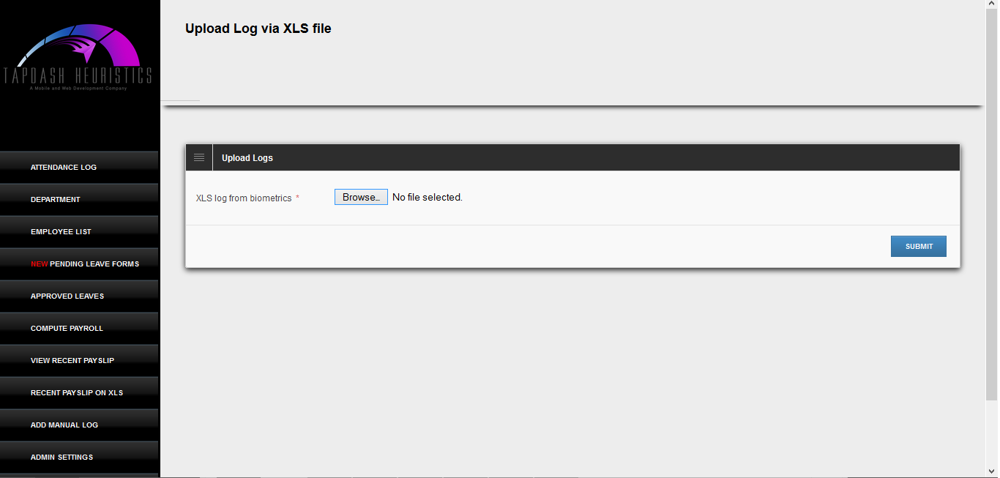 TAPDASH HEURISTICS
A Mobile and Web Development Company
ATTENDANCE LOG
DEPARTMENT
EMPLOYEE LIST
NEW PENDING LEAVE FORMS
APPROVED LEAVES
COMPUTE PAYROLL
VIEW RECENT PAYSLIP
RECENT PAYSLIP ON XLS
ADD MANUAL LOG
ADMIN SETTINGS
Upload Log via XLS file
Upload Logs
XLS log from biometrics * Browse... No file selected.
SUBMIT